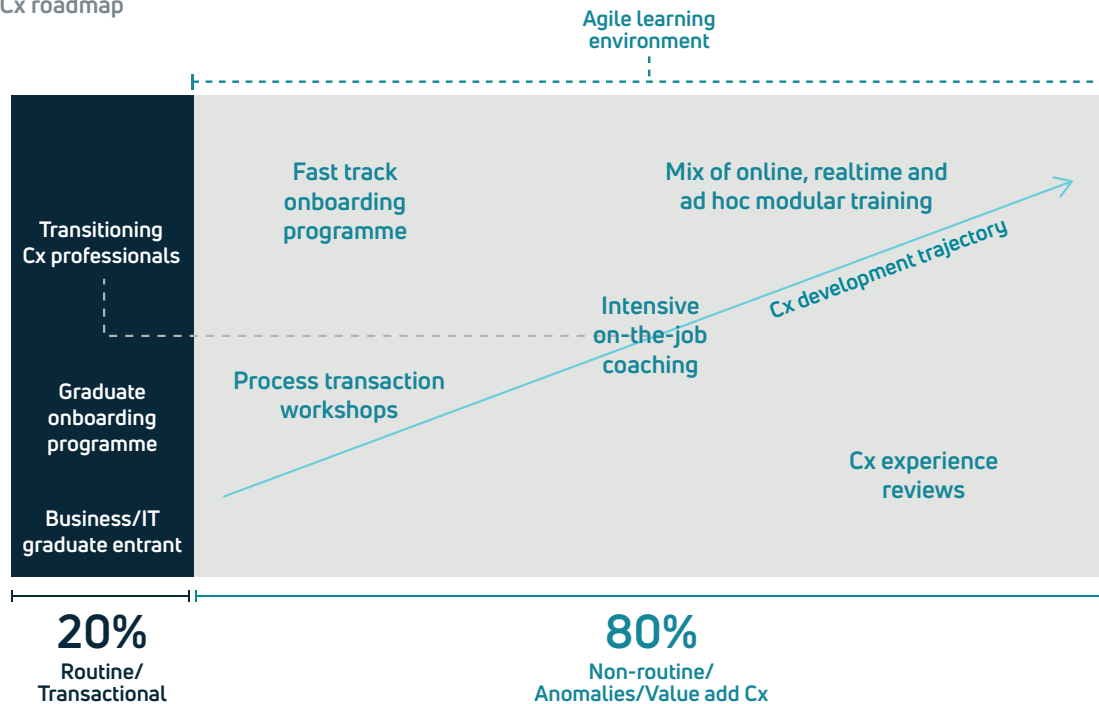 Cx roadmap
Agile learning
environment
Fast track
onboarding
programme
Mix of online, realtime and
ad hoc modular training
Transitioning
Cx professionals
Cx development trajectory
Intensive
on-the-job
coaching
Process transaction
workshops
Graduate
onboarding
programme
Cx experience
reviews
Business/IT
graduate entrant
20%
Routine/
Transactional
80%
Non-routine/
Anomalies/Value add Cx